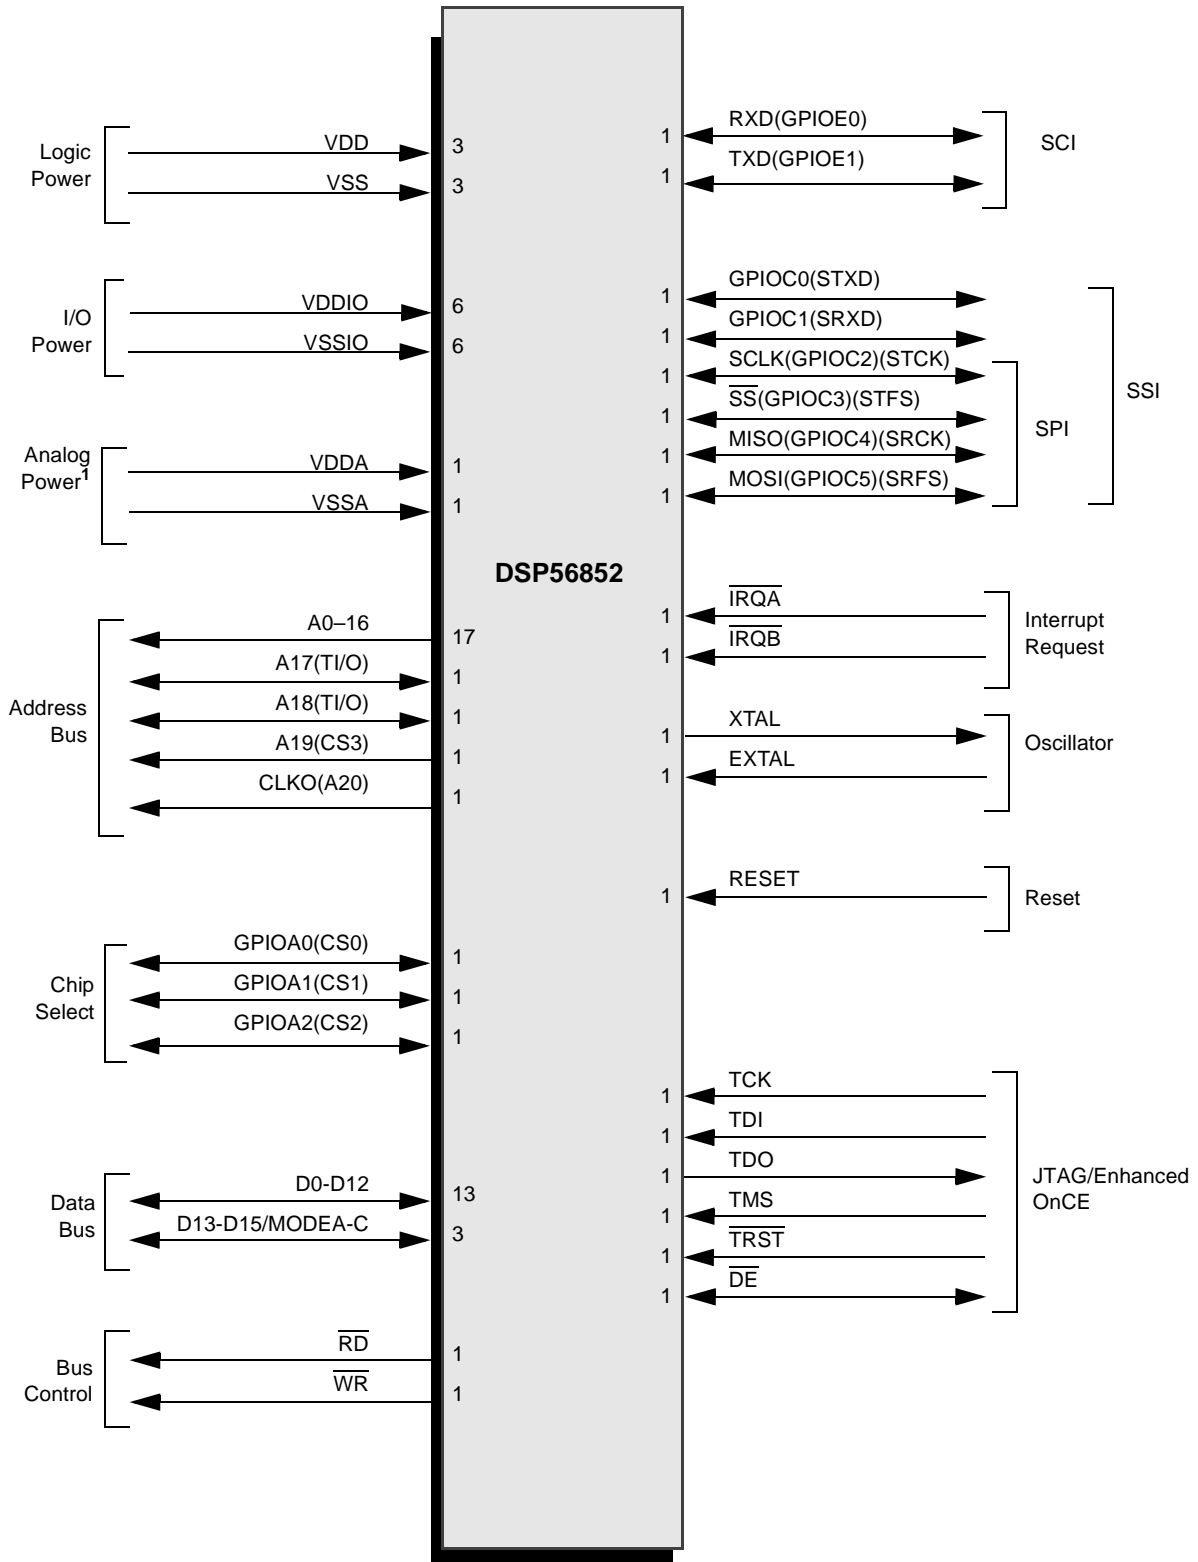 Logic
Power
VDD
3
VSS
3
I/O
Power
VDDIO
6
VSSIO
6
Analog
Power1
VDDA
1
VSSA
1
DSP56852
Address
Bus
A0–16
17
A17(TI/O)
1
A18(TI/O)
1
A19(CS3)
1
CLKO(A20)
1
Chip
Select
GPIOA0(CS0)
1
GPIOA1(CS1)
1
GPIOA2(CS2)
1
Data
Bus
D0-D12
13
D13-D15/MODEA-C
3
Bus
Control
RD
1
WR
1
1
RXD(GPIOE0)
1
TXD(GPIOE1)
SCI
1
GPIOC0(STXD)
1
GPIOC1(SRXD)
1
SCLK(GPIOC2)(STCK)
1
SS(GPIOC3)(STFS)
1
MISO(GPIOC4)(SRCK)
1
MOSI(GPIOC5)(SRFS)
SPI
SSI
1
IRQA
1
IRQB
Interrupt
Request
1
XTAL
1
EXTAL
Oscillator
1
RESET
Reset
1
TCK
1
TDI
1
TDO
1
TMS
1
TRST
1
DE
JTAG/Enhanced
OnCE